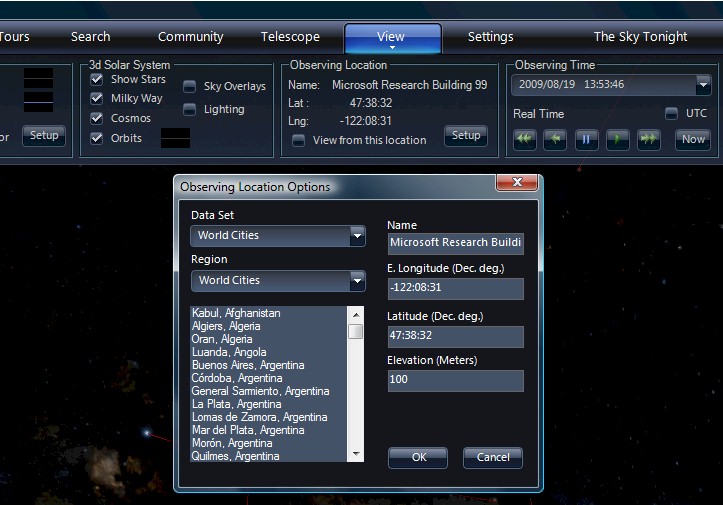 Tours Search Community Telescope View Settings The Sky Tonight
or Setup
3d Solar System
Show Stars
Milky Way
Cosmos
Orbits
Sky Overlays
Lighting
Observing Location
Name: Microsoft Research Building 99
Lat : 47:38:32
Lng: -122:08:31
View from this location Setup
Observing Time
2009/08/19 13:53:46
Real Time UTC
Now
Observing Location Options
Data Set
World Cities
Region
World Cities
Kabul, Afghanistan
Algiers, Algeria
Oran, Algeria
Luanda, Angola
Buenos Aires, Argentina
Córdoba, Argentina
General Sarmiento, Argentina
La Plata, Argentina
Lomas de Zamora, Argentina
Mar del Plata, Argentina
Morón, Argentina
Quilmes, Argentina
Name
Microsoft Research Buildi
E. Longitude (Dec. deg.)
-122:08:31
Latitude (Dec. deg.)
47:38:32
Elevation (Meters)
100
OK Cancel